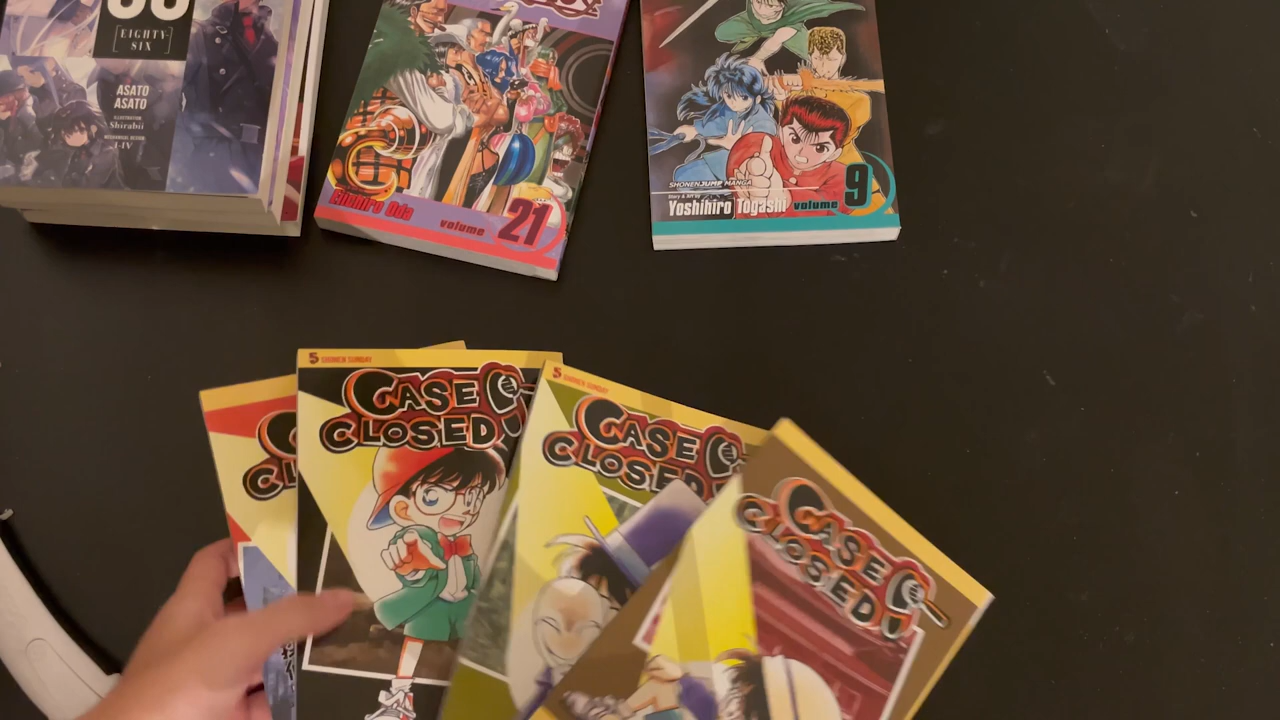 [EIGHTY-
SIX]
ASATO
ASATO
ILLUSTRATION
Shirabii
MECHANICAL DESIGN
I-IV
Eiichiro Oda
volume 21
SHONEN JUMP MANGA
Story & Art by
Yoshihiro Togashi volume 9
5 SHONEN SUNDAY
CASE
CLOSED
5 SHONEN SUNDAY
CASE
CLOSED
CASE
CLOSED